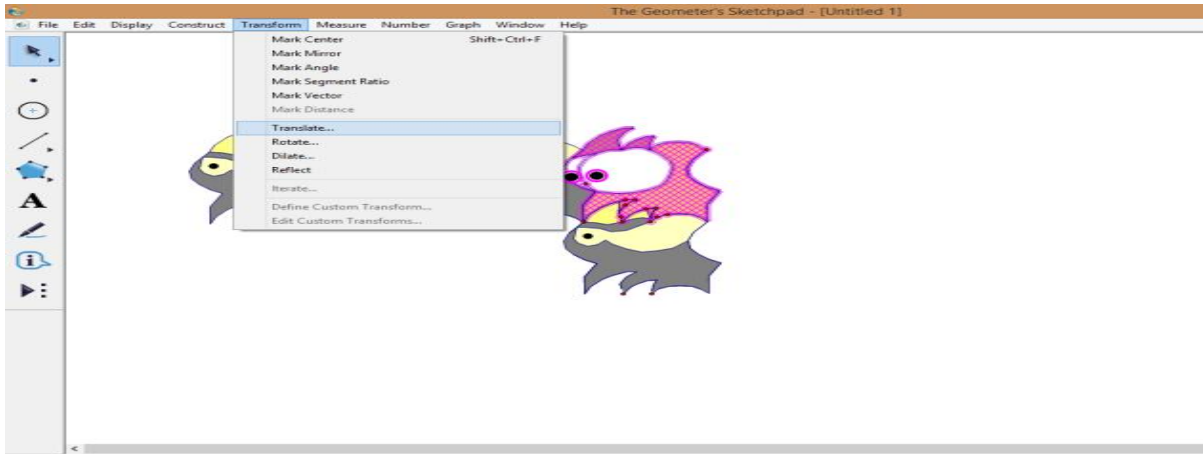 The Geometer's Sketchpad - [Untitled 1]
File Edit Display Construct Transform Measure Number Graph Window Help
Mark Center Shift+Ctrl+F
Mark Mirror
Mark Angle
Mark Segment Ratio
Mark Vector
Mark Distance
Translate...
Rotate...
Dilate...
Reflect
Iterate...
Define Custom Transform...
Edit Custom Transforms...
A